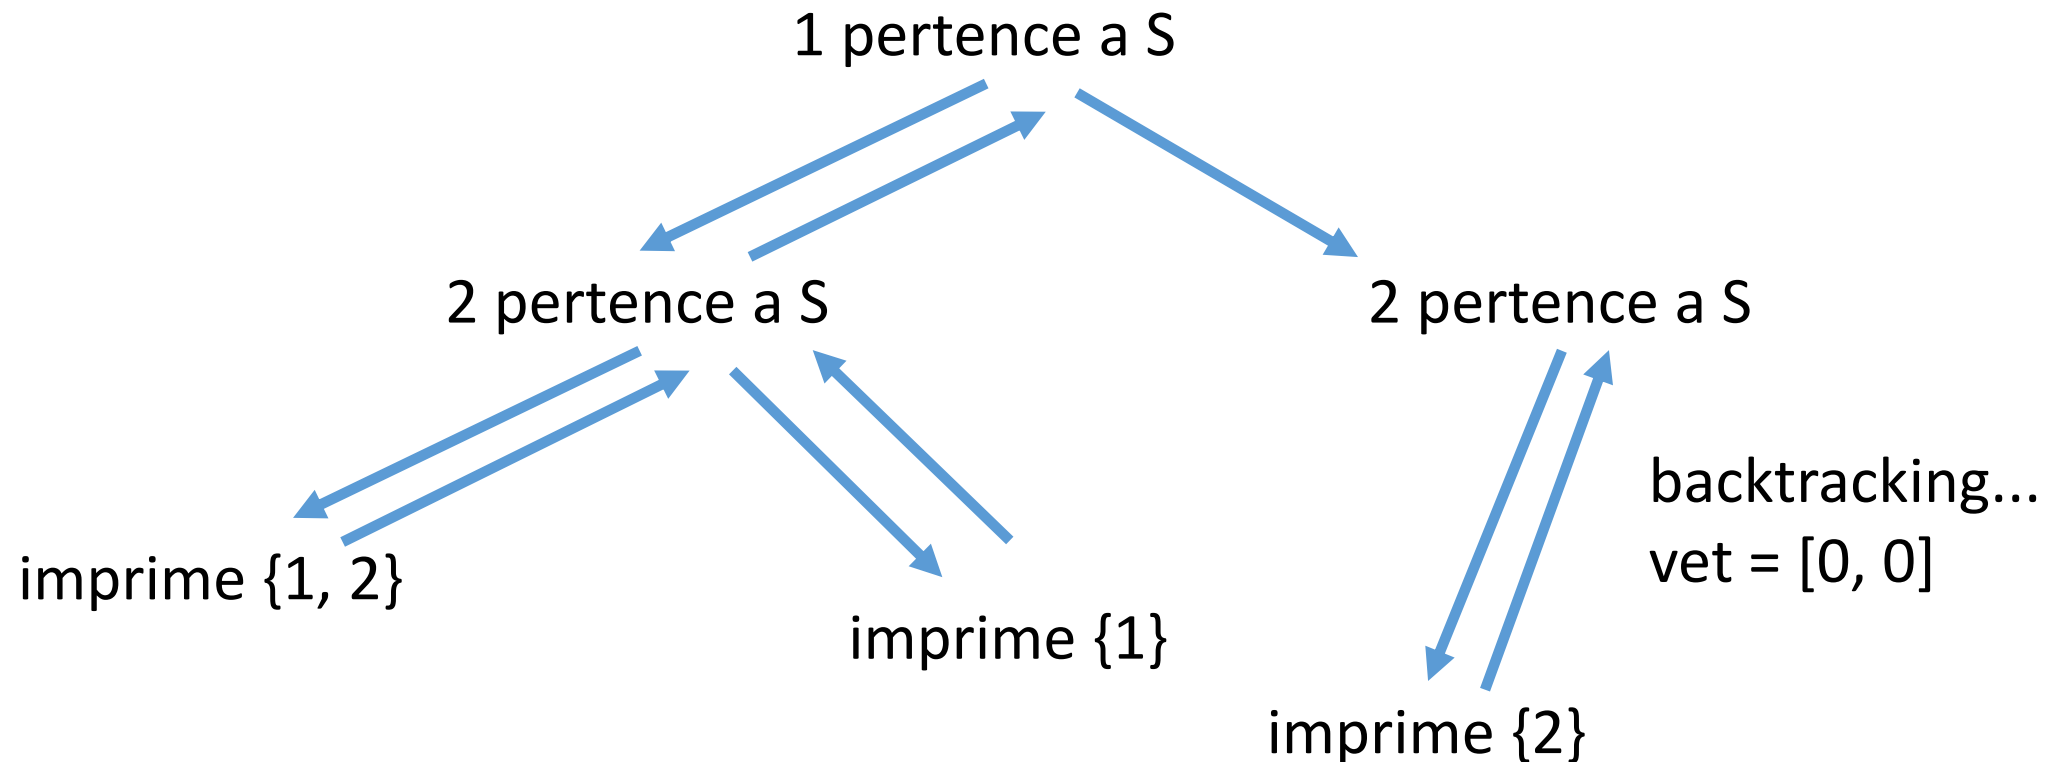 1 pertence a S
2 pertence a S
2 pertence a S
backtracking...
vet = [0, 0]
imprime {1, 2}
imprime {1}
imprime {2}